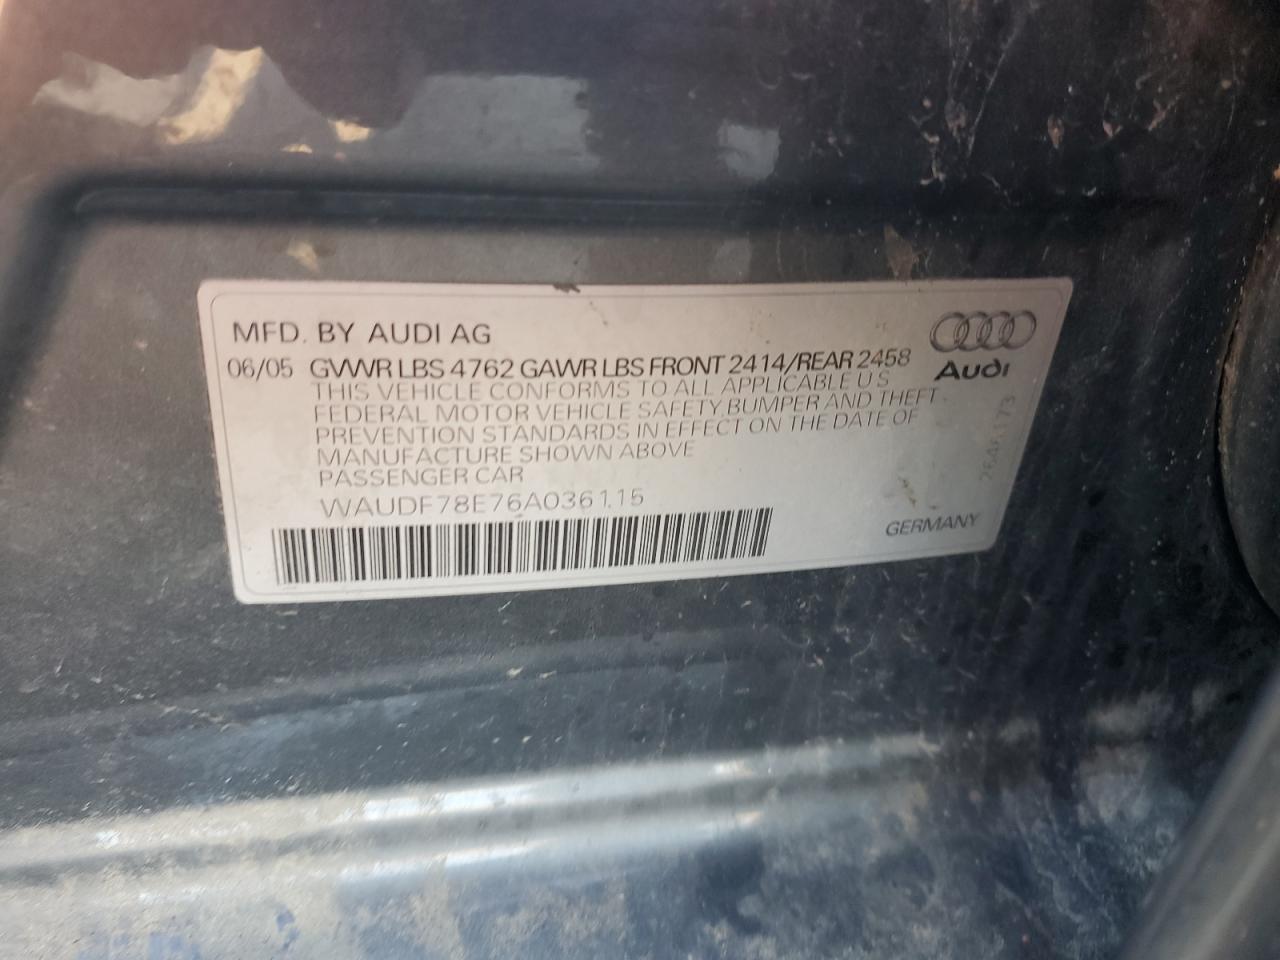 MFD. BY AUDI AG
06/05 GVWR LBS 4762 GAWR LBS FRONT 2414/REAR 2458
Audi
THIS VEHICLE CONFORMS TO ALL APPLICABLE U S
FEDERAL MOTOR VEHICLE SAFETY, BUMPER AND THEFT
PREVENTION STANDARDS IN EFFECT ON THE DATE OF
MANUFACTURE SHOWN ABOVE
PASSENGER CAR
WAUDF78E76A036115
GERMANY